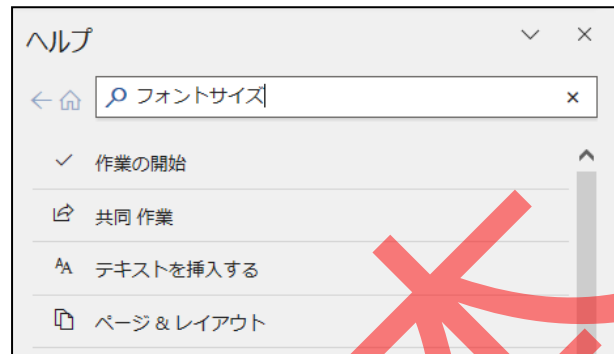 ヘルプ
フォントサイズ
作業の開始
共同 作業
テキストを挿入する
ページ & レイアウト